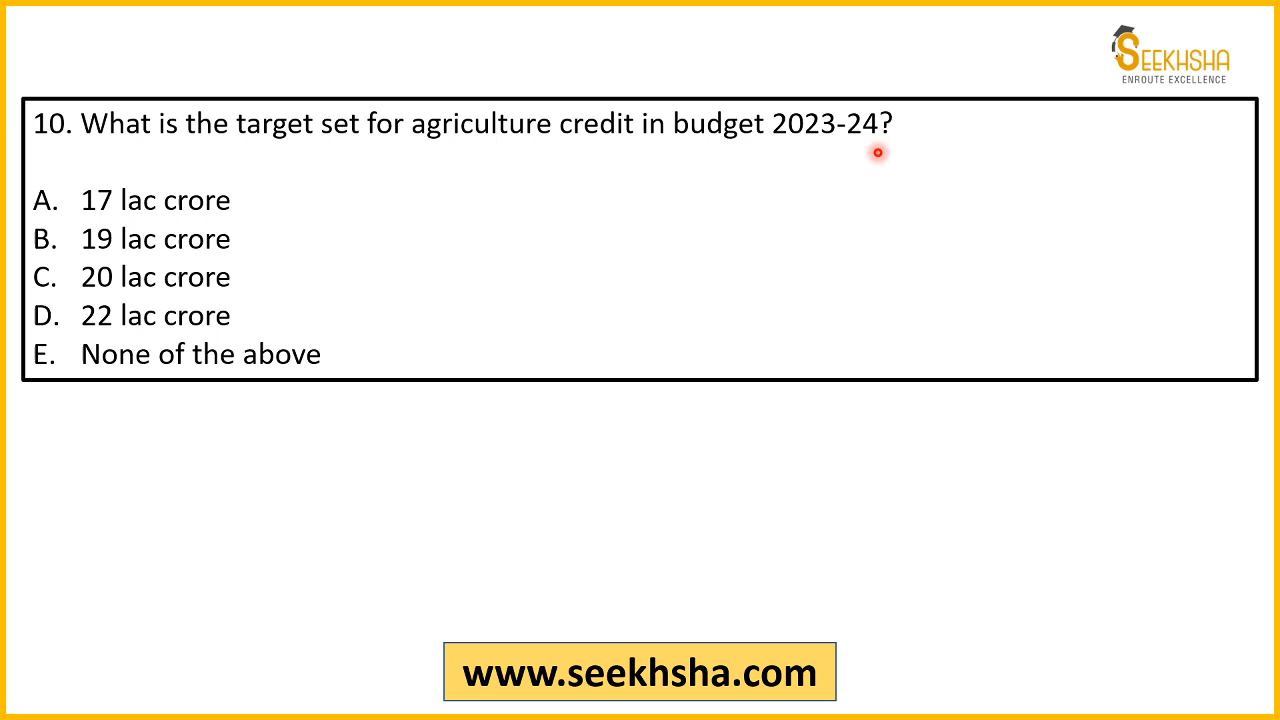 SEEKHSHA
ENROUTE EXCELLENCE
10. What is the target set for agriculture credit in budget 2023-24?
A. 17 lac crore
B. 19 lac crore
C. 20 lac crore
D. 22 lac crore
E. None of the above
www.seekhsha.com